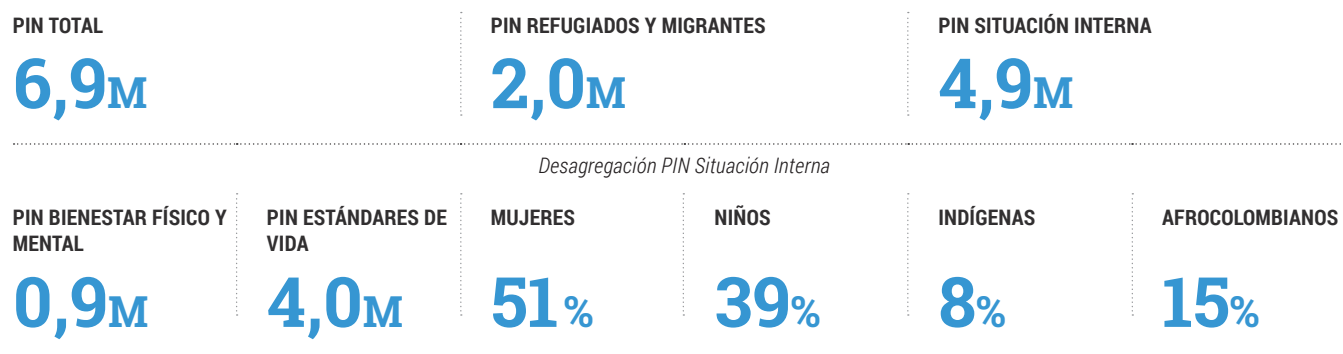 PIN TOTAL
6,9M
PIN REFUGIADOS Y MIGRANTES
2,0M
PIN SITUACIÓN INTERNA
4,9M
Desagregación PIN Situación Interna
PIN BIENESTAR FÍSICO Y
MENTAL
0,9M
PIN ESTÁNDARES DE
VIDA
4,0M
MUJERES
51%
NIÑOS
39%
INDÍGENAS
8%
AFROCOLOMBIANOS
15%